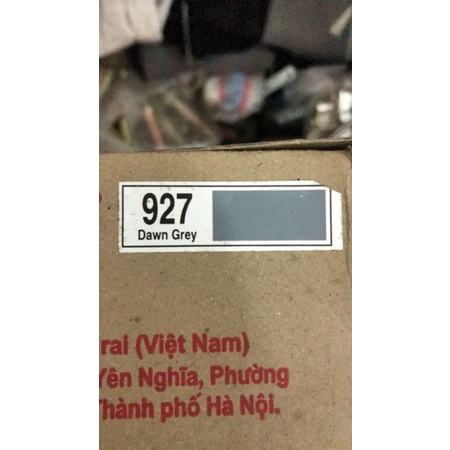 927
Dawn Grey
rai (Việt Nam)
Yên Nghĩa, Phường
Thành phố Hà Nội.